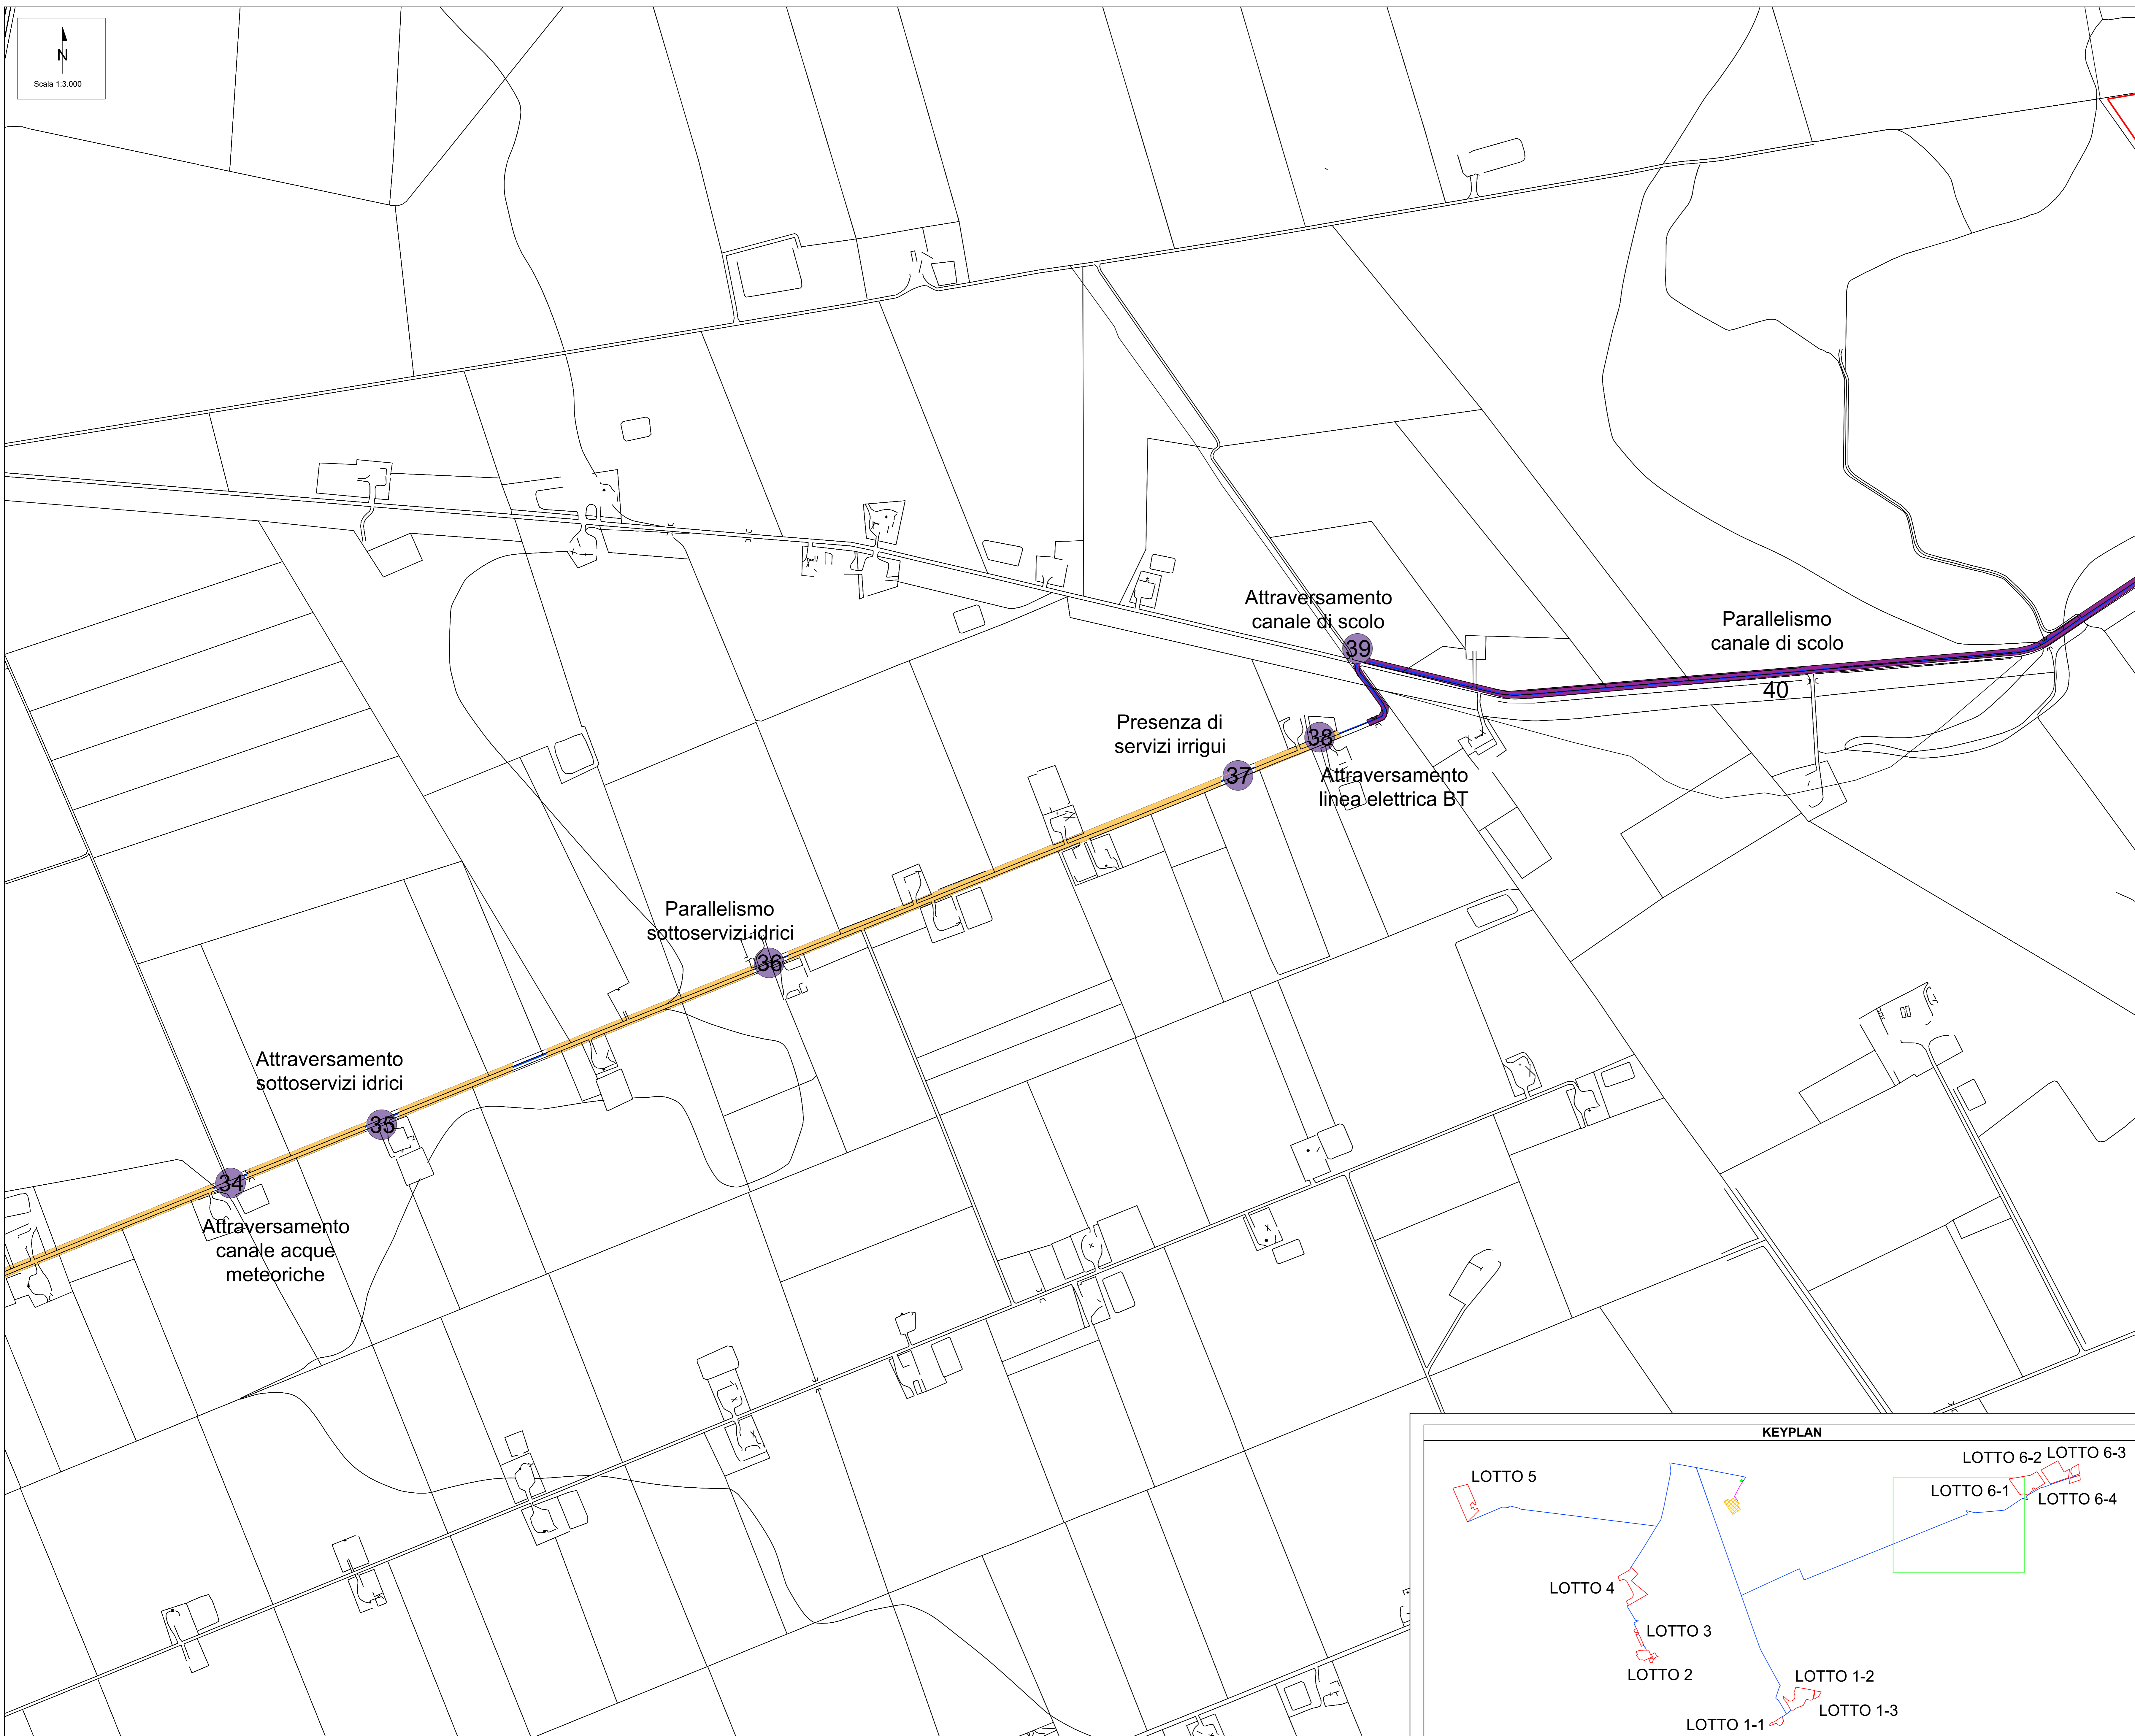 N
Scala 1:3.000
Attraversamento
canale di scolo
39
Parallelismo
canale di scolo
40
Presenza di
servizi irrigui
38
37
Attraversamento
linea elettrica BT
Parallelismo
sottoservizi idrici
36
Attraversamento
sottoservizi idrici
35
34
Attraversamento
canale acque
meteoriche
KEYPLAN
LOTTO 5
LOTTO 6-2
LOTTO 6-3
LOTTO 6-1
LOTTO 6-4
LOTTO 4
LOTTO 3
LOTTO 2
LOTTO 1-2
LOTTO 1-3
LOTTO 1-1